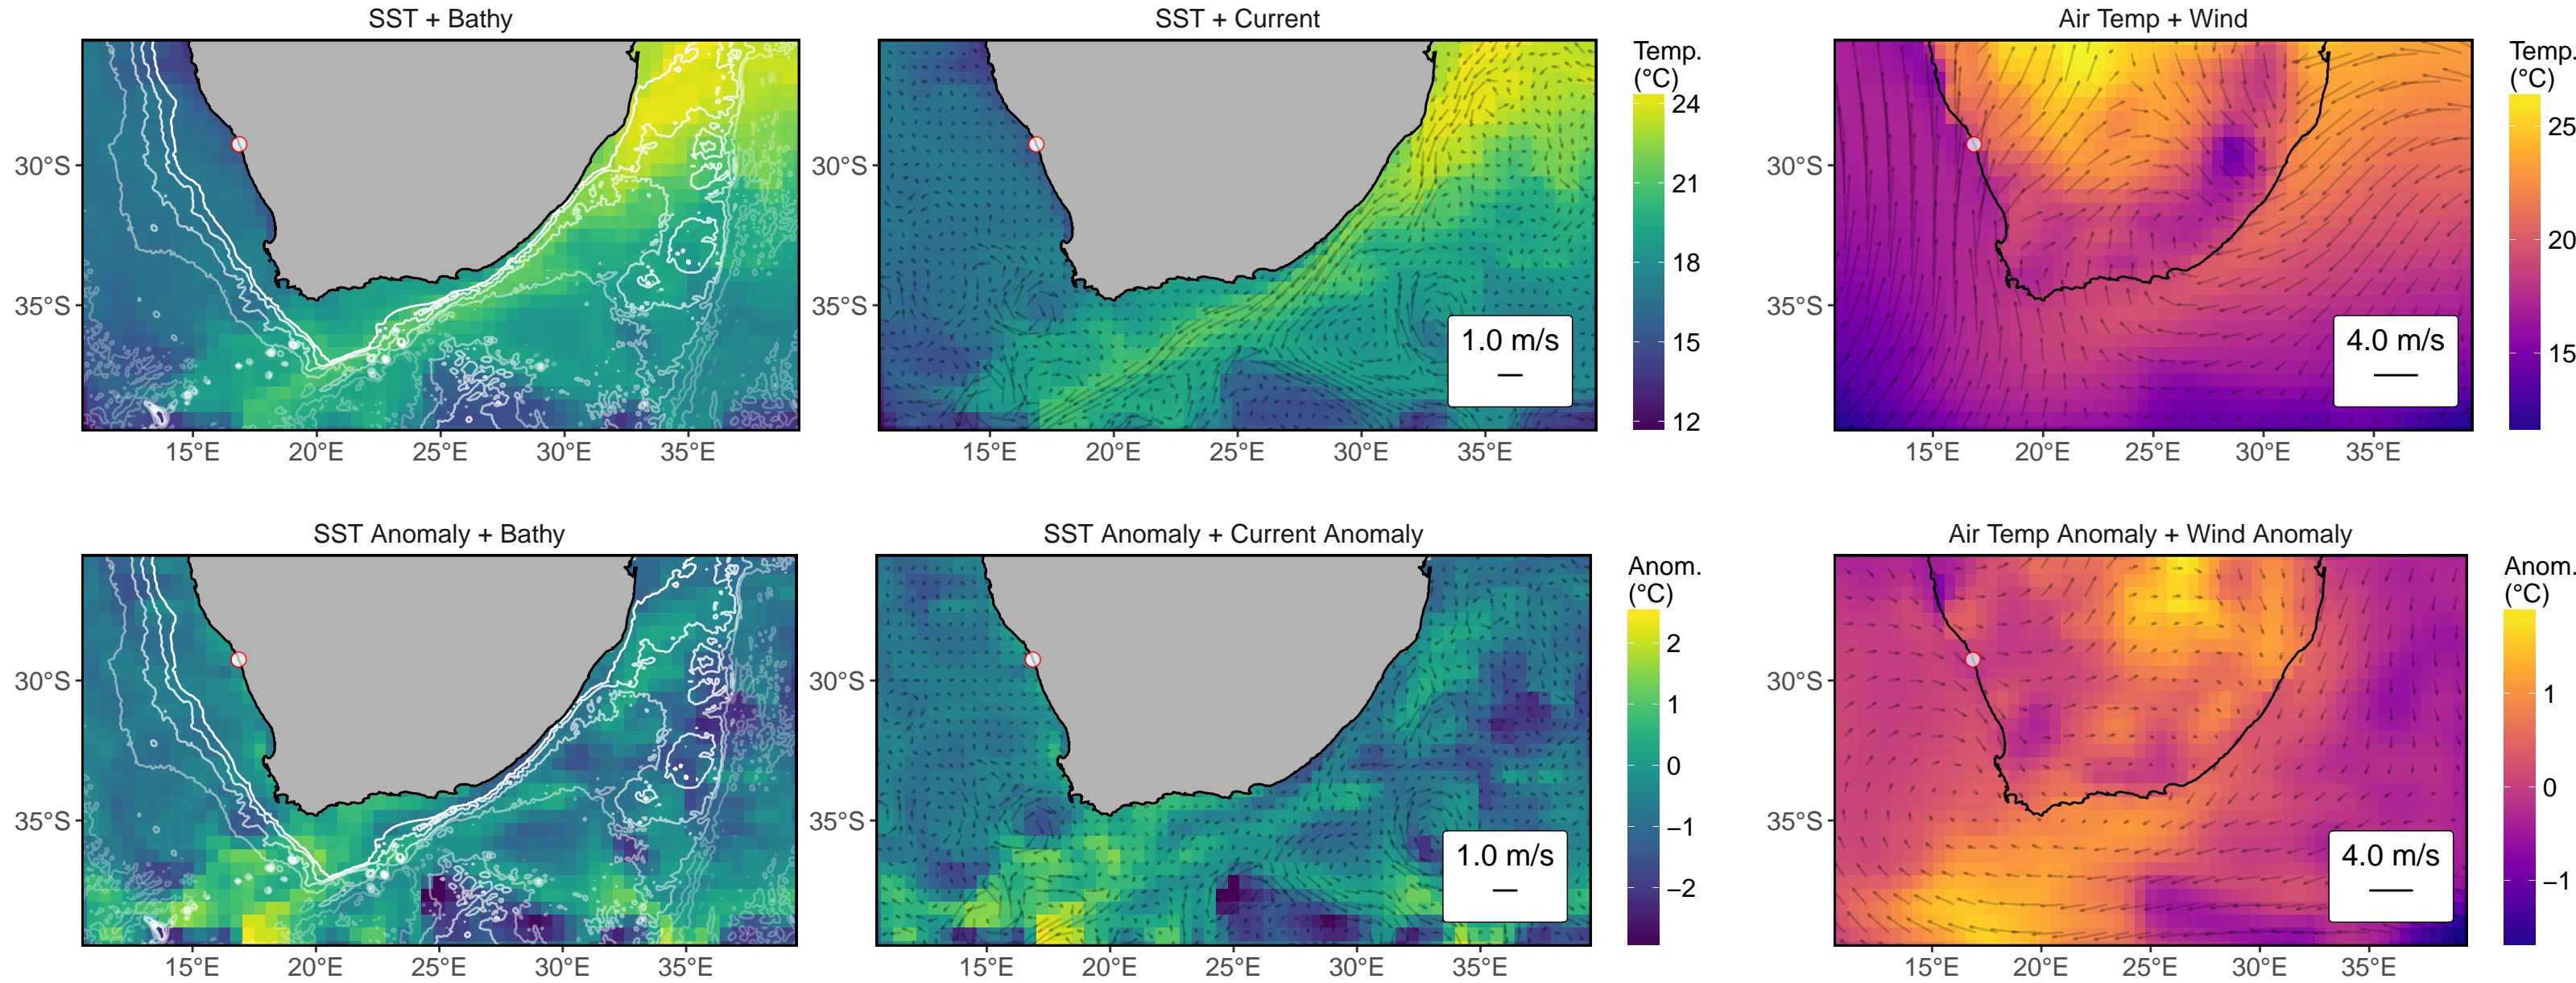 SST + Bathy
SST + Current
Air Temp + Wind
30°S
35°S
15°E
20°E
25°E
30°E
35°E
30°S
35°S
1.0 m/s
15°E
20°E
25°E
30°E
35°E
Temp.
(°C)
24
21
18
15
12
30°S
35°S
4.0 m/s
15°E
20°E
25°E
30°E
35°E
Temp.
(°C)
25
20
15
SST Anomaly + Bathy
SST Anomaly + Current Anomaly
Air Temp Anomaly + Wind Anomaly
30°S
35°S
15°E
20°E
25°E
30°E
35°E
30°S
35°S
1.0 m/s
15°E
20°E
25°E
30°E
35°E
Anom.
(°C)
2
1
0
−1
−2
30°S
35°S
4.0 m/s
15°E
20°E
25°E
30°E
35°E
Anom.
(°C)
1
0
−1